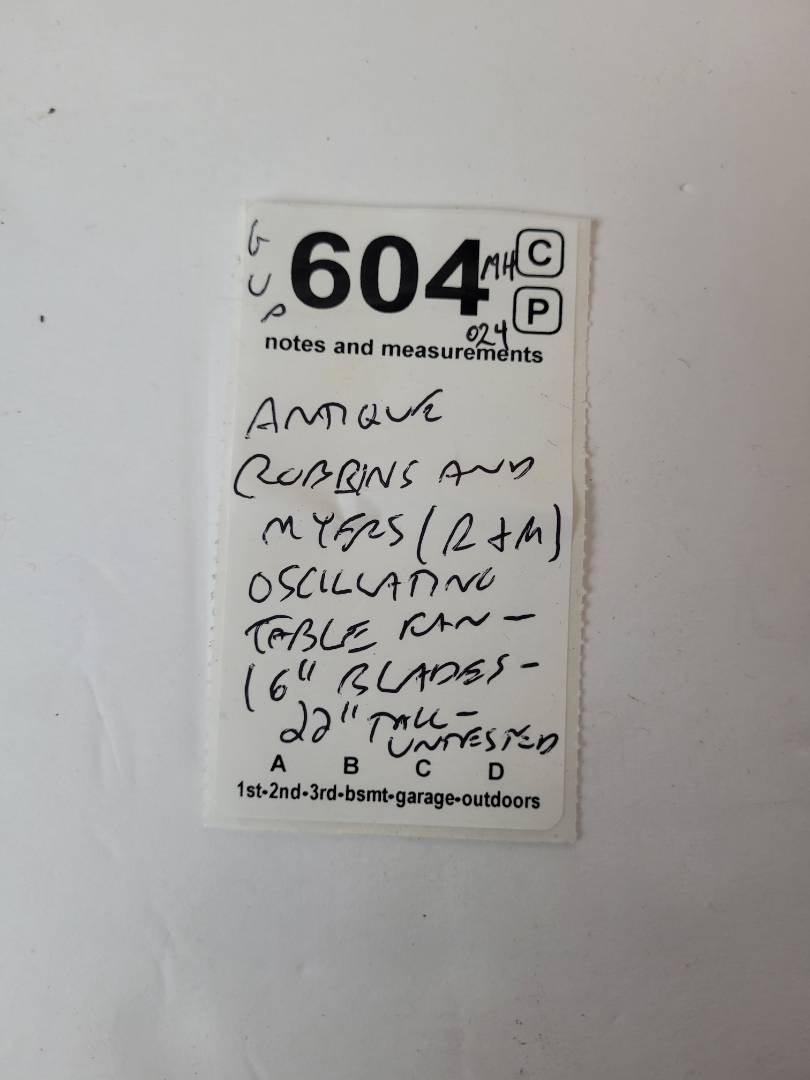 GUP
604
MH
C
P
024
notes and measurements
ANTIQUE
ROBBINS AND
MYERS (R+M)
OSCILLATING
TABLE FAN -
16" BLADES -
22" TALL -
UNTESTED
A B C D
1st-2nd-3rd-bsmt-garage-outdoors